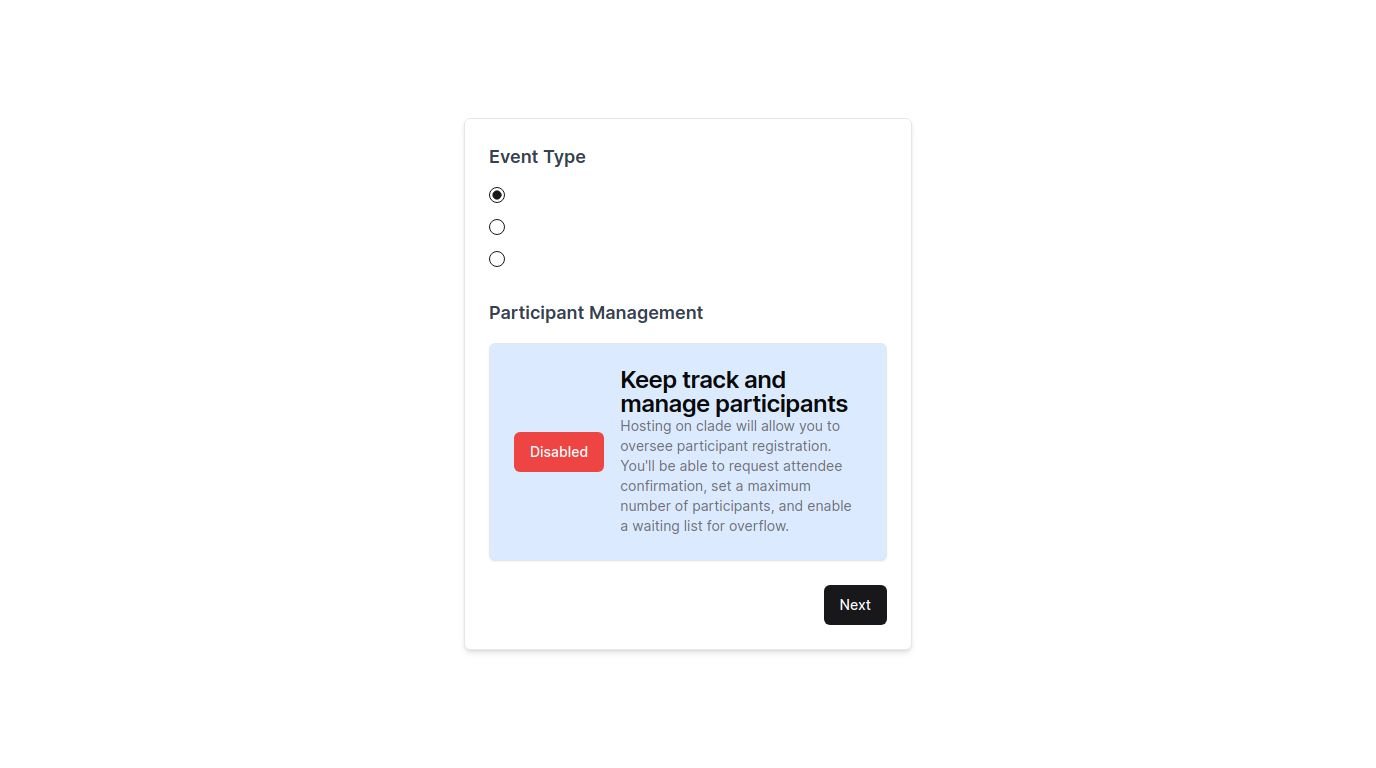 Event Type
Participant Management
Keep track and
manage participants
Hosting on clade will allow you to
oversee participant registration.
You'll be able to request attendee
confirmation, set a maximum
number of participants, and enable
a waiting list for overflow.
Disabled
Next